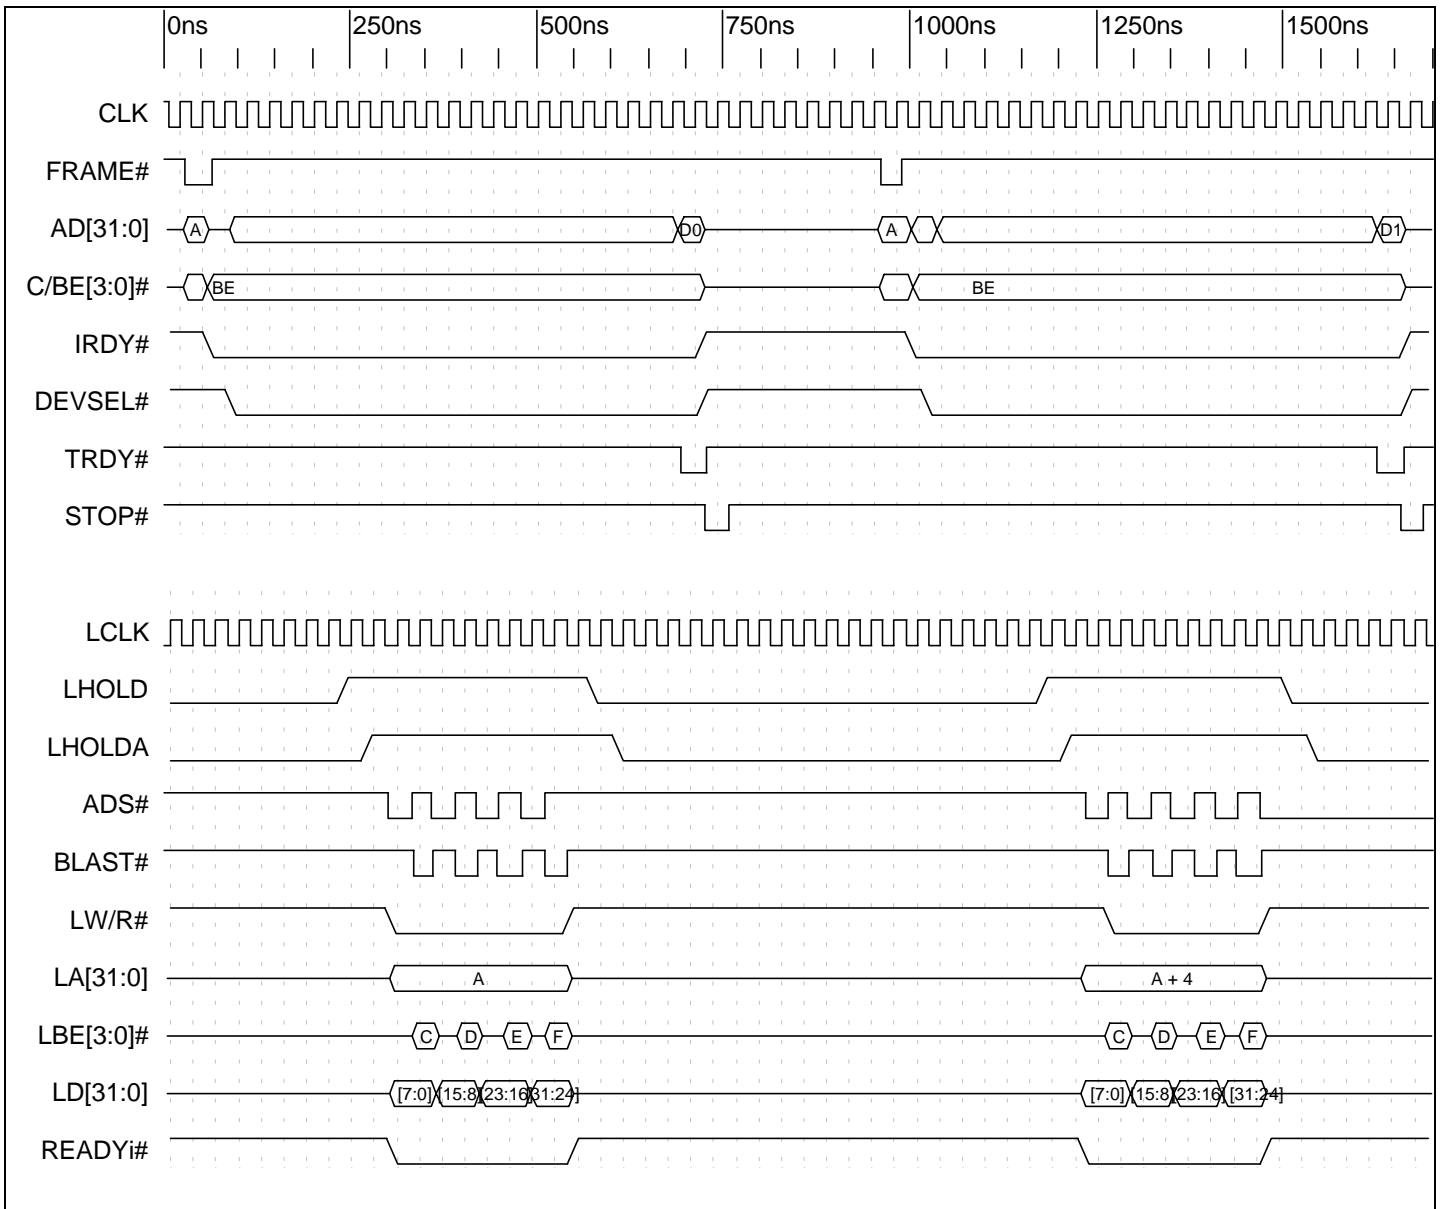 0ns 250ns 500ns 750ns 1000ns 1250ns 1500ns
CLK
FRAME#
AD[31:0] A D0 A D1
C/BE[3:0]# BE BE
IRDY#
DEVSEL#
TRDY#
STOP#
LCLK
LHOLD
LHOLDA
ADS#
BLAST#
LW/R#
LA[31:0] A A + 4
LBE[3:0]# C D E F C D E F
LD[31:0] [7:0] [15:8] [23:16] [31:24] [7:0] [15:8] [23:16] [31:24]
READYi#